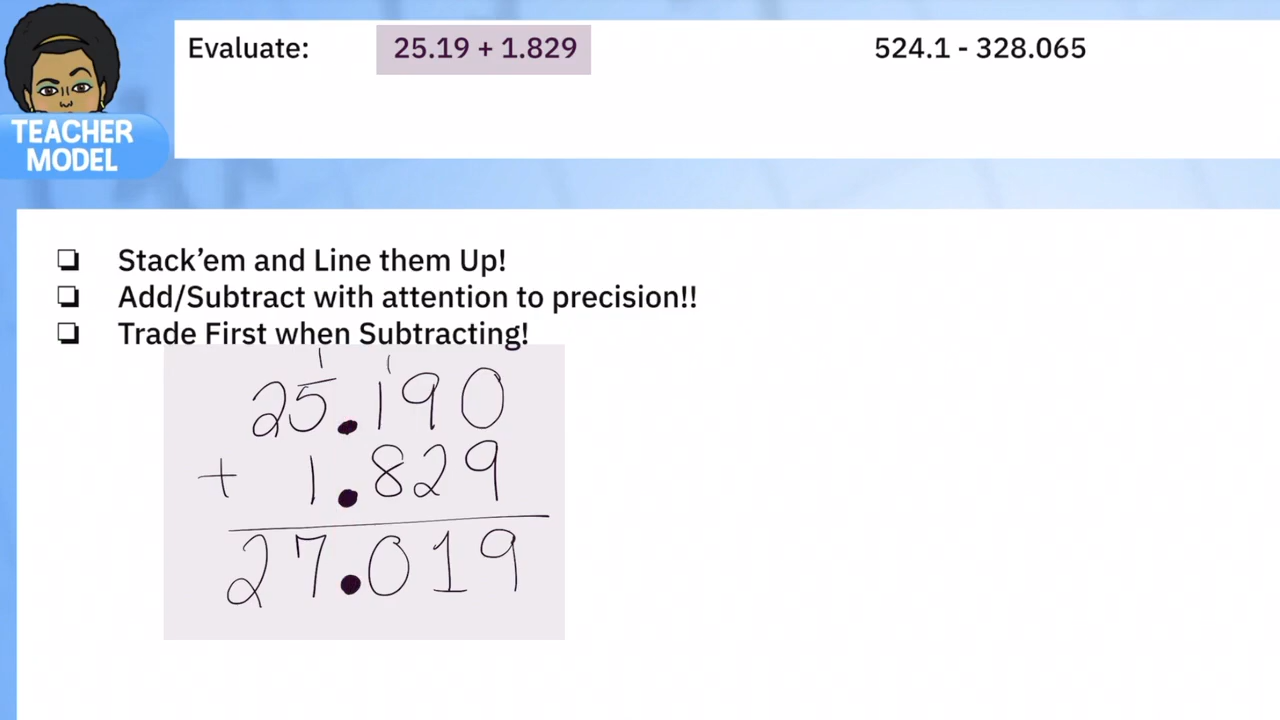 Evaluate: 25.19 + 1.829 524.1 - 328.065
TEACHER
MODEL
❏ Stack’em and Line them Up!
❏ Add/Subtract with attention to precision!!
❏ Trade First when Subtracting!
1 1
25.190
+ 1.829
27.019